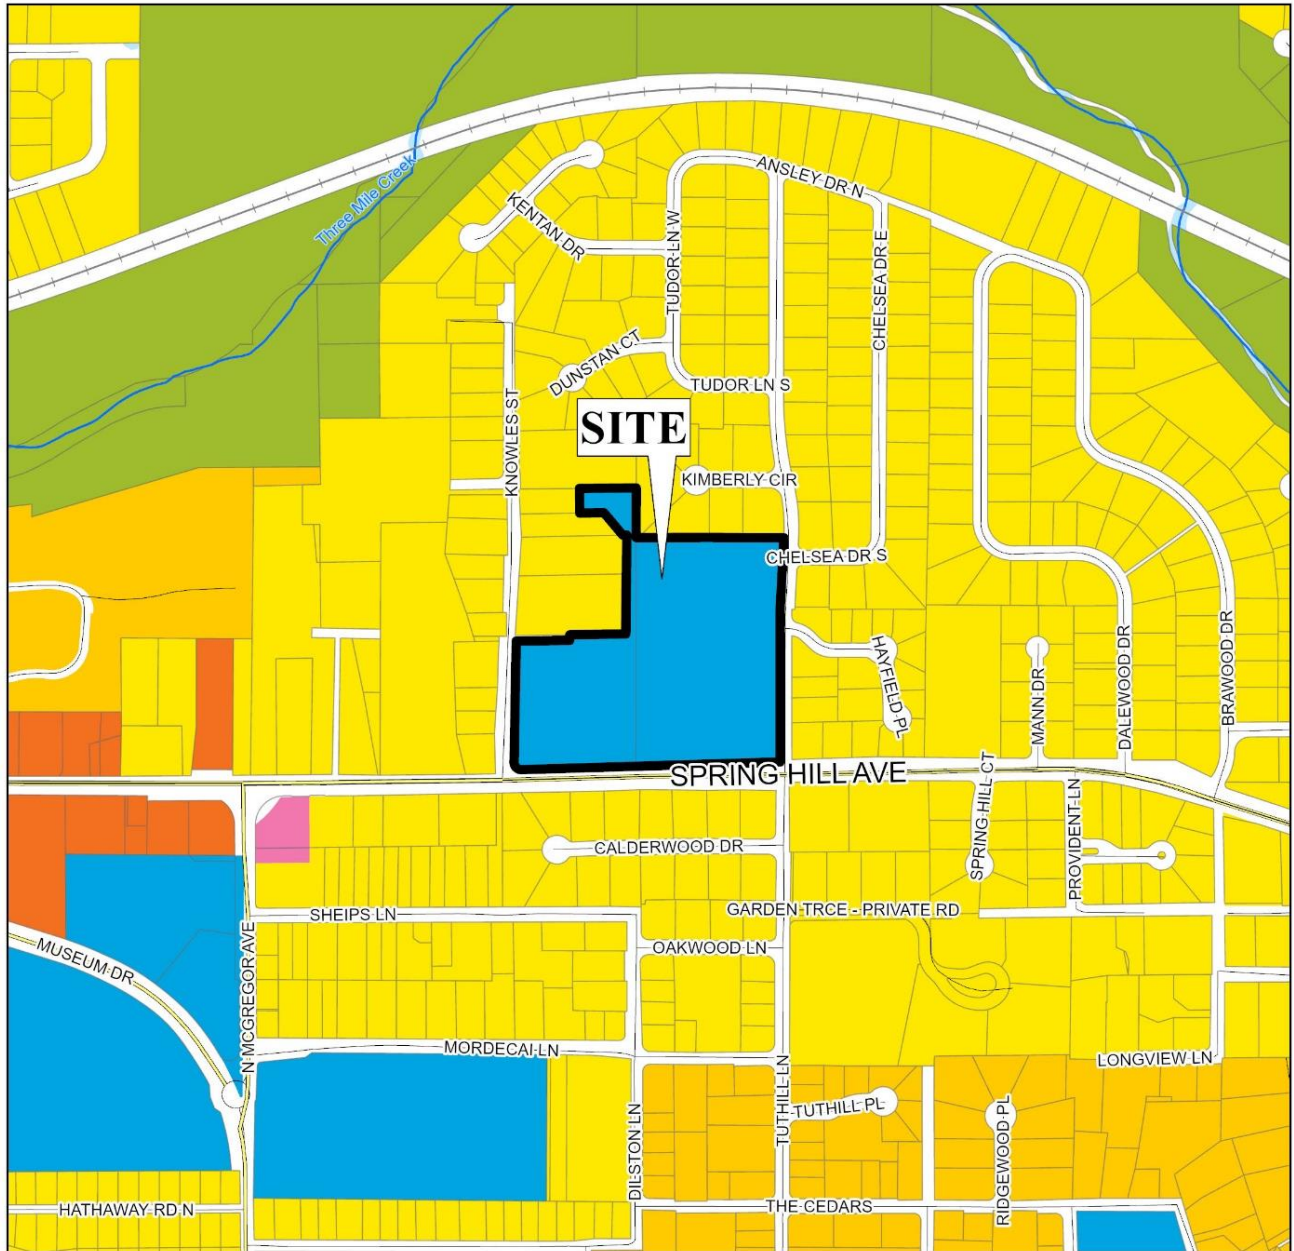 ANSLEY DR N
Three Mile Creek
KENTAN DR
TUDOR LN W
CHELSEA DR E
DUNSTAN CT
TUDOR LN S
KNOWLES ST
SITE
KIMBERLY CIR
CHELSEA DR S
HAYFIELD PL
MANN DR
DALEWOOD DR
BRAWOOD DR
SPRING HILL AVE
SPRING HILL CT
PROVIDENT LN
CALDERWOOD DR
SHEIPS LN
GARDEN TRCE - PRIVATE RD
MUSEUM DR
N MCGREGOR AVE
OAKWOOD LN
MORDECAI LN
LONGVIEW LN
DILSTON LN
TUTHILL LN
TUTHILL PL
RIDGEWOOD PL
HATHAWAY RD N
THE CEDARS